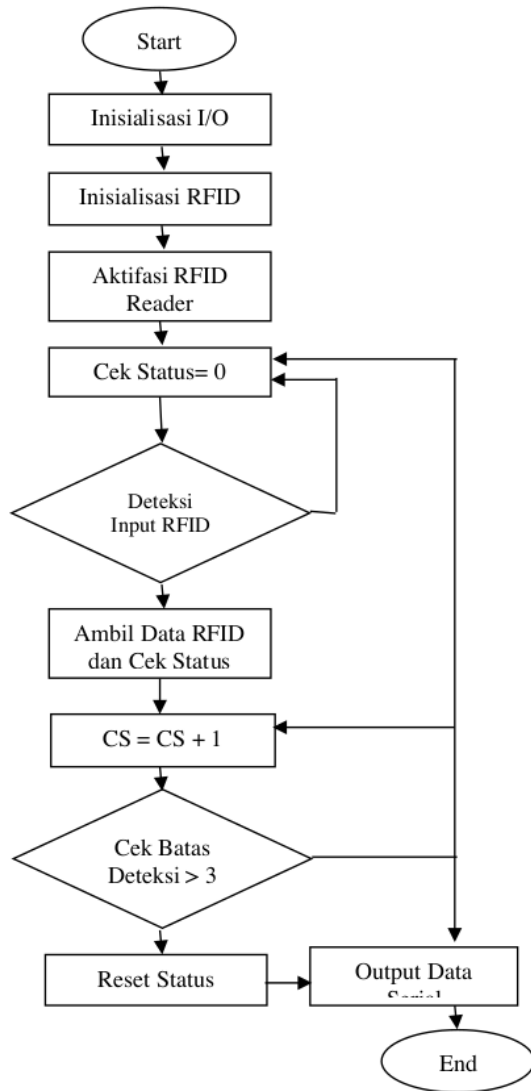 Start
Inisialisasi I/O
Inisialisasi RFID
Aktifasi RFID
Reader
Cek Status= 0
Deteksi
Input RFID
Ambil Data RFID
dan Cek Status
CS = CS + 1
Cek Batas
Deteksi > 3
Reset Status
Output Data
Serial
End